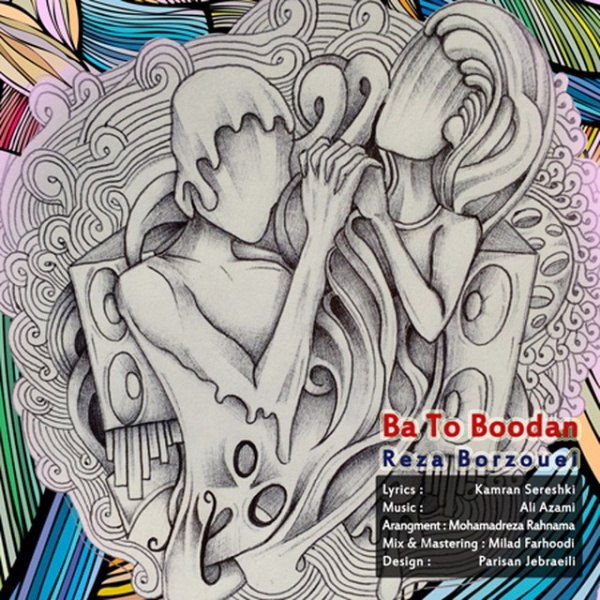 Ba To Boodan
Reza Borzouei
Lyrics : Kamran Sereshki
Music : Ali Azami
Arangment : Mohamadreza Rahnama
Mix & Mastering : Milad Farhoodi
Design : Parisan Jebraeili